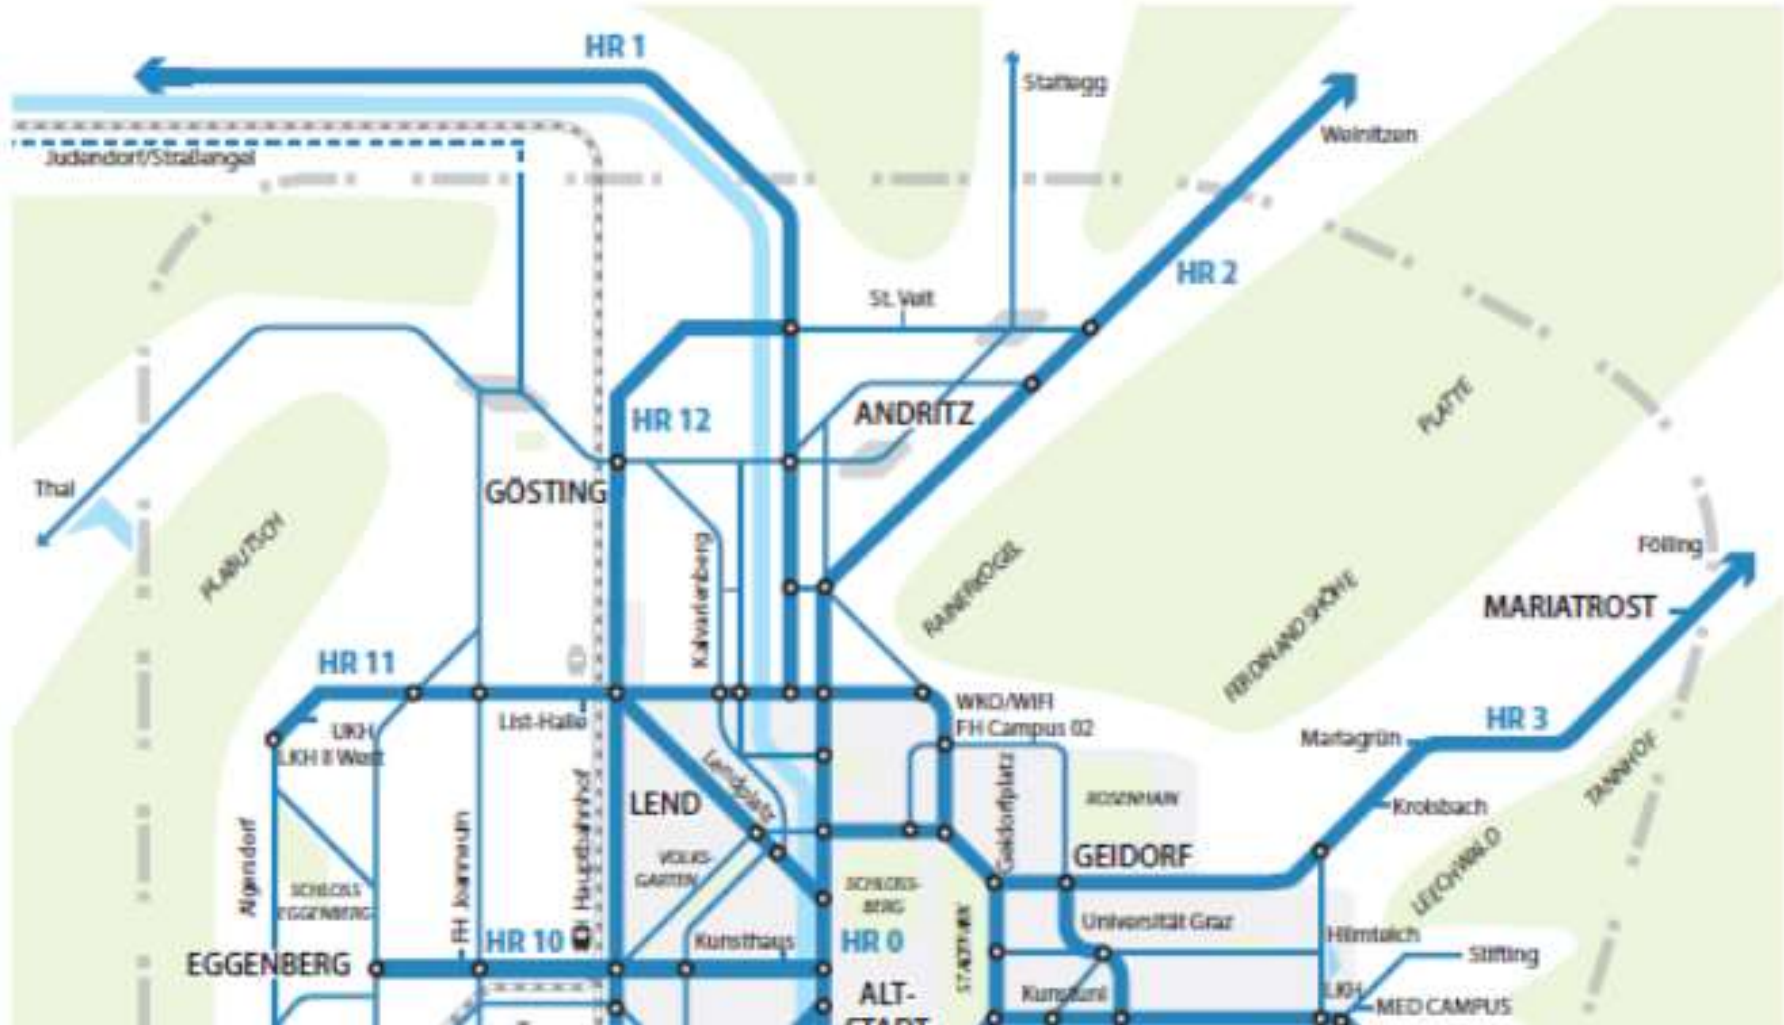 HR 1
Stattegg
Weinitzen
Judendorf/Straßengel
HR 2
St. Veit
PLATTE
ANDRITZ
HR 12
Thal
GÖSTING
PLABUTSCH
Kalvarienberg
RAINERKOGEL
Fölling
FERDINANDSHÖHE
MARIATROST
HR 11
WKO/WIFI
FH Campus 02
List-Halle
UKH
LKH II West
HR 3
Mariagrün
TANNHOF
Lendplatz
Geidorfplatz
ROSENHAIN
Kroisbach
LEND
Hauptbahnhof
Algersdorf
FH Joanneum
VOLKS-
GARTEN
GEIDORF
LEECHWALD
SCHLOSS
EGGENBERG
SCHLOSS-
BERG
STADTPARK
Universität Graz
HR 10
Kunsthaus
HR 0
Hilmteich
Stifting
EGGENBERG
ALT-
STADT
Kunstuni
LKH
MED CAMPUS